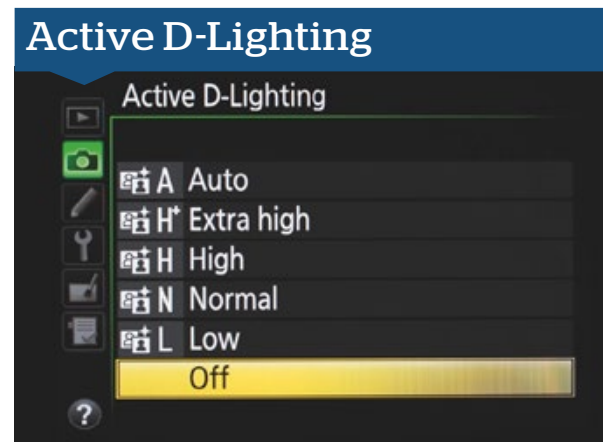 Active D-Lighting
Active D-Lighting
A Auto
H+ Extra high
H High
N Normal
L Low
Off
?